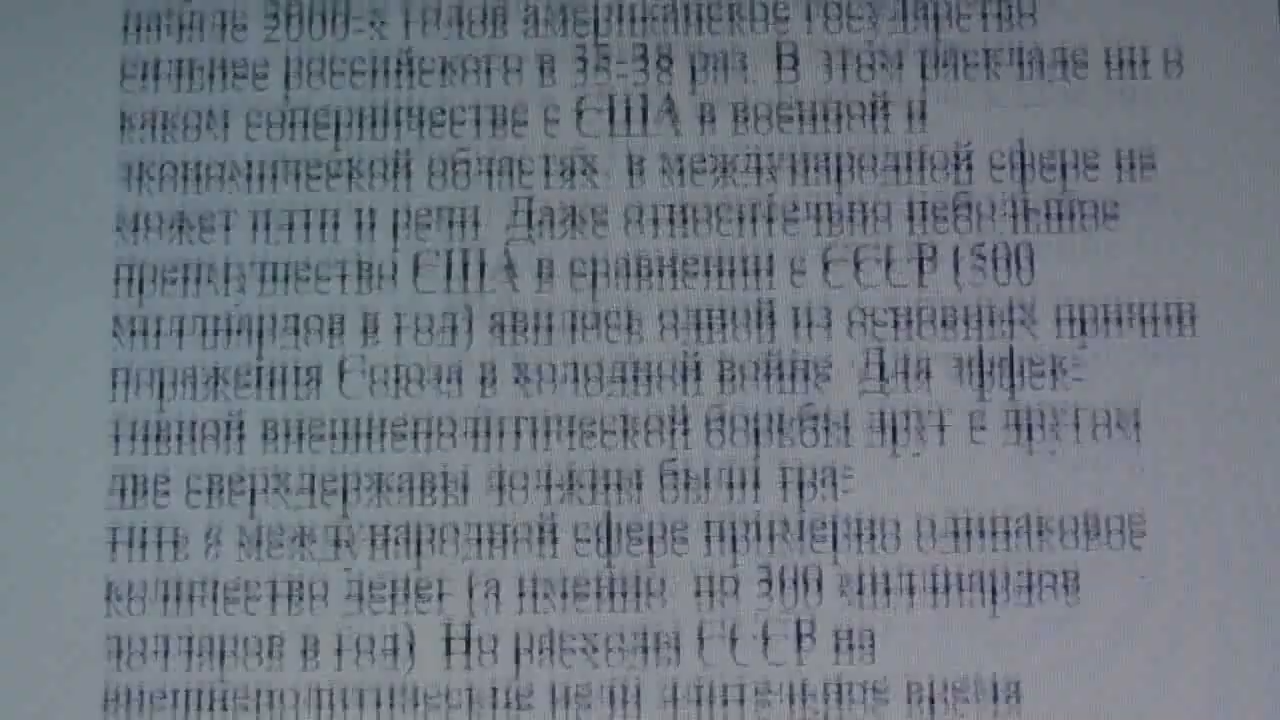 начале 2000-х годов американское государство
сильнее российского в 35-38 раз. В этом раскладе ни о
каком соперничестве с США в военной и
экономической областях, в международной сфере не
может идти и речи. Даже относительно небольшое
преимущество США в сравнении с СССР (500
миллиардов в год) явилось одной из основных причин
поражения Союза в холодной войне. Для эффек-
тивной внешнеполитической борьбы друг с другом
две сверхдержавы должны были тра-
тить в международной сфере примерно одинаковое
количество денег (а именно, по 300 миллиардов
долларов в год). Но расходы СССР на
внешнеполитические цели длительное время